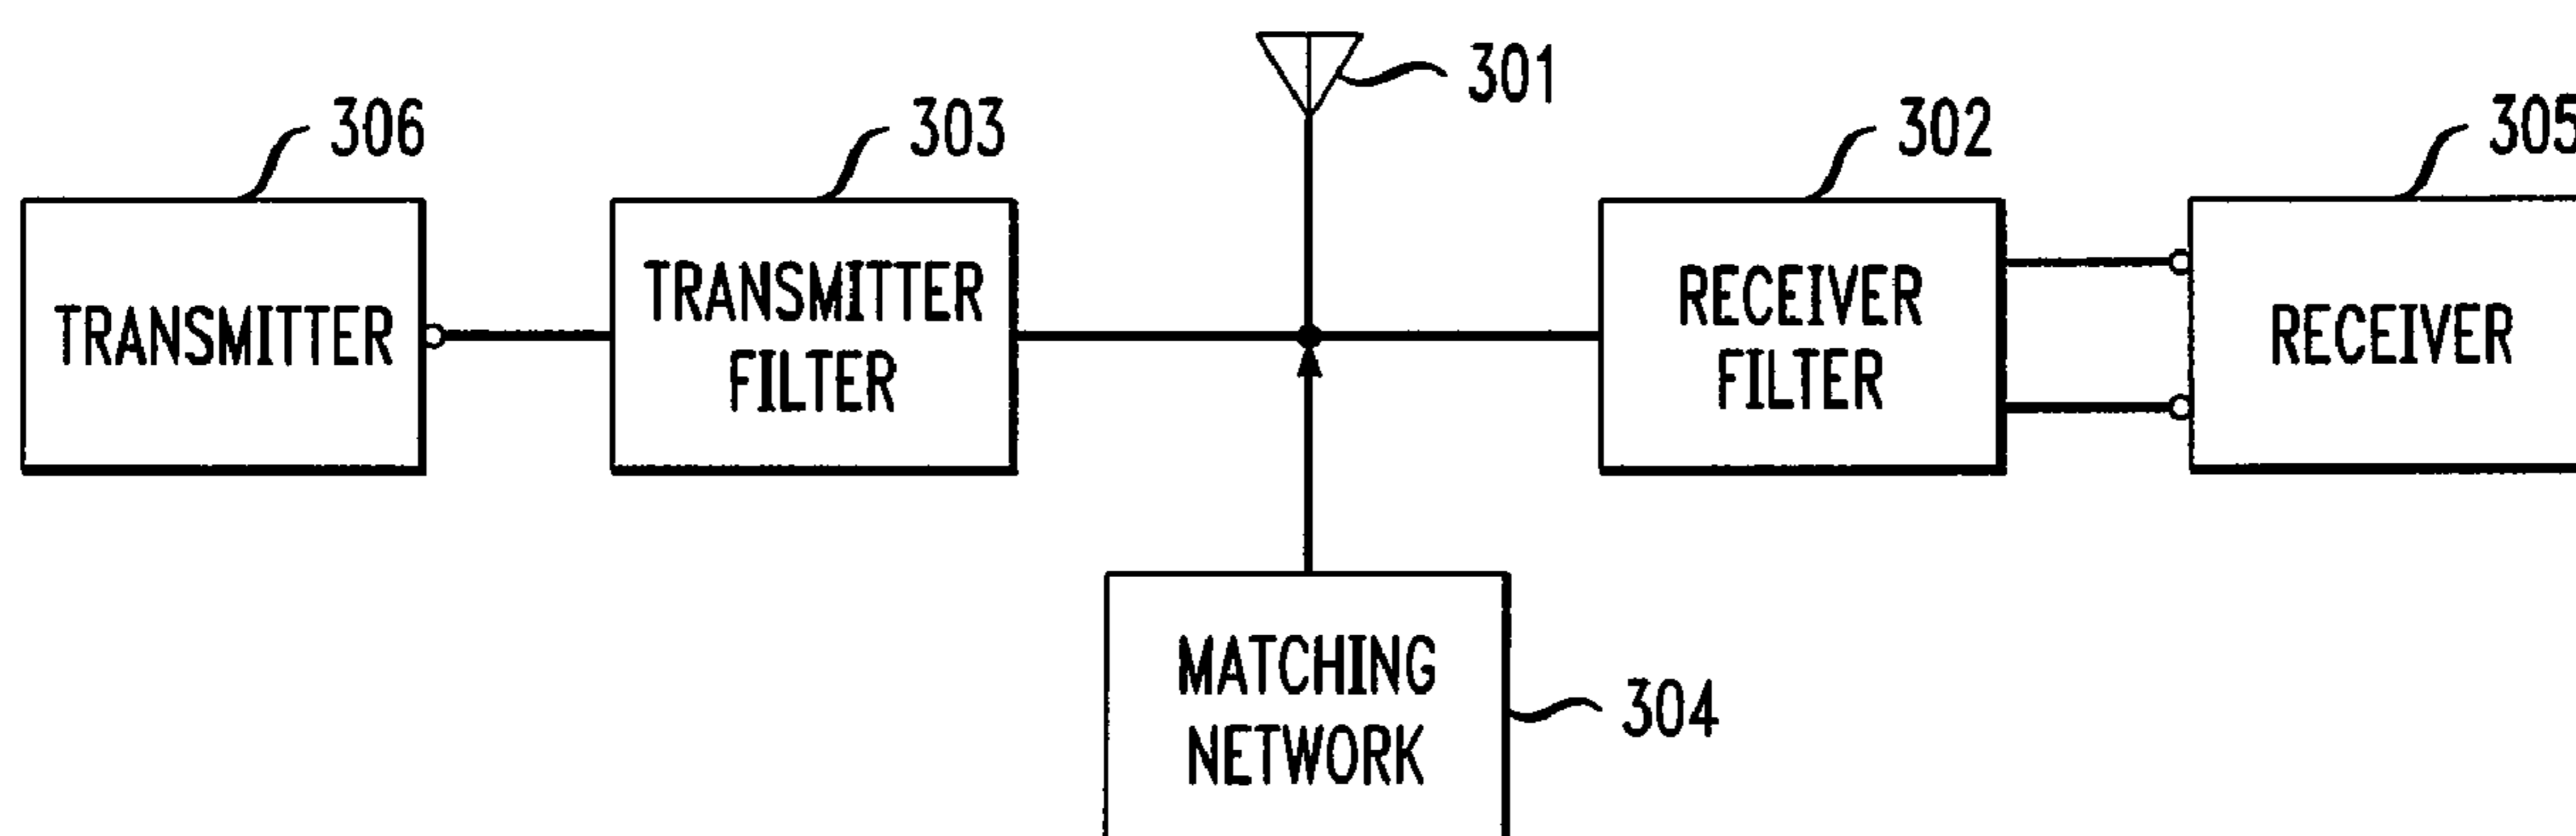 301
306
303
302
305
TRANSMITTER
TRANSMITTER
FILTER
RECEIVER
FILTER
RECEIVER
MATCHING
NETWORK
304